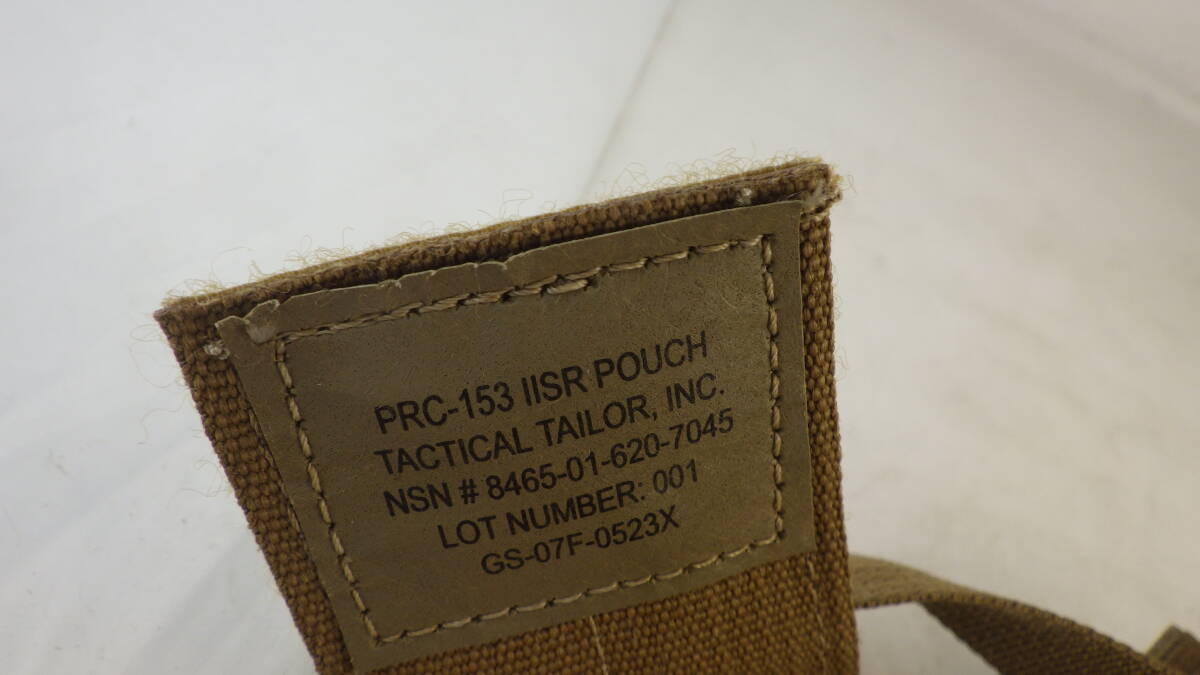 PRC-153 IISR POUCH
TACTICAL TAILOR, INC.
NSN # 8465-01-620-7045
LOT NUMBER: 001
GS-07F-0523X